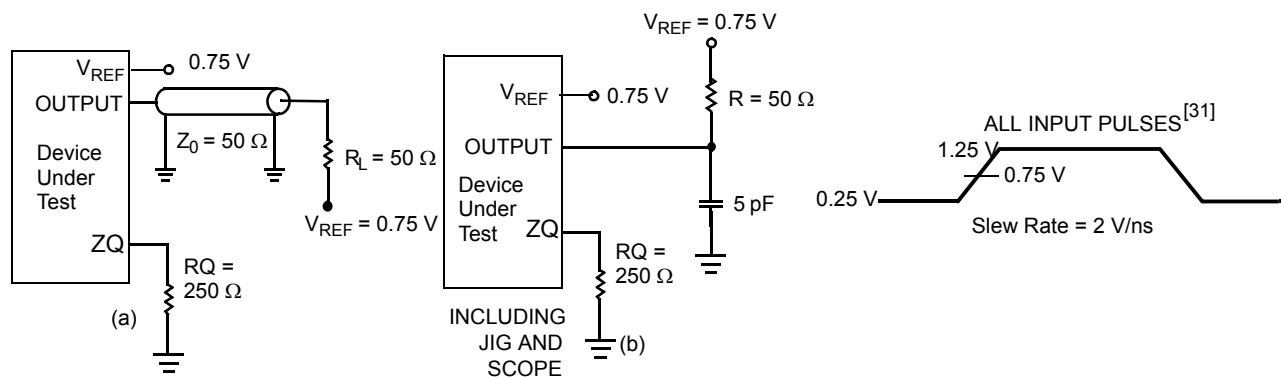 V_REF 0.75 V
OUTPUT
Z_0 = 50 Ω
Device
Under
Test
R_L = 50 Ω
V_REF = 0.75 V
ZQ
RQ =
250 Ω
(a)
V_REF = 0.75 V
R = 50 Ω
V_REF 0.75 V
OUTPUT
Device
Under
Test
5 pF
ZQ
RQ =
250 Ω
INCLUDING
JIG AND
SCOPE
(b)
ALL INPUT PULSES[31]
1.25 V
0.75 V
0.25 V
Slew Rate = 2 V/ns